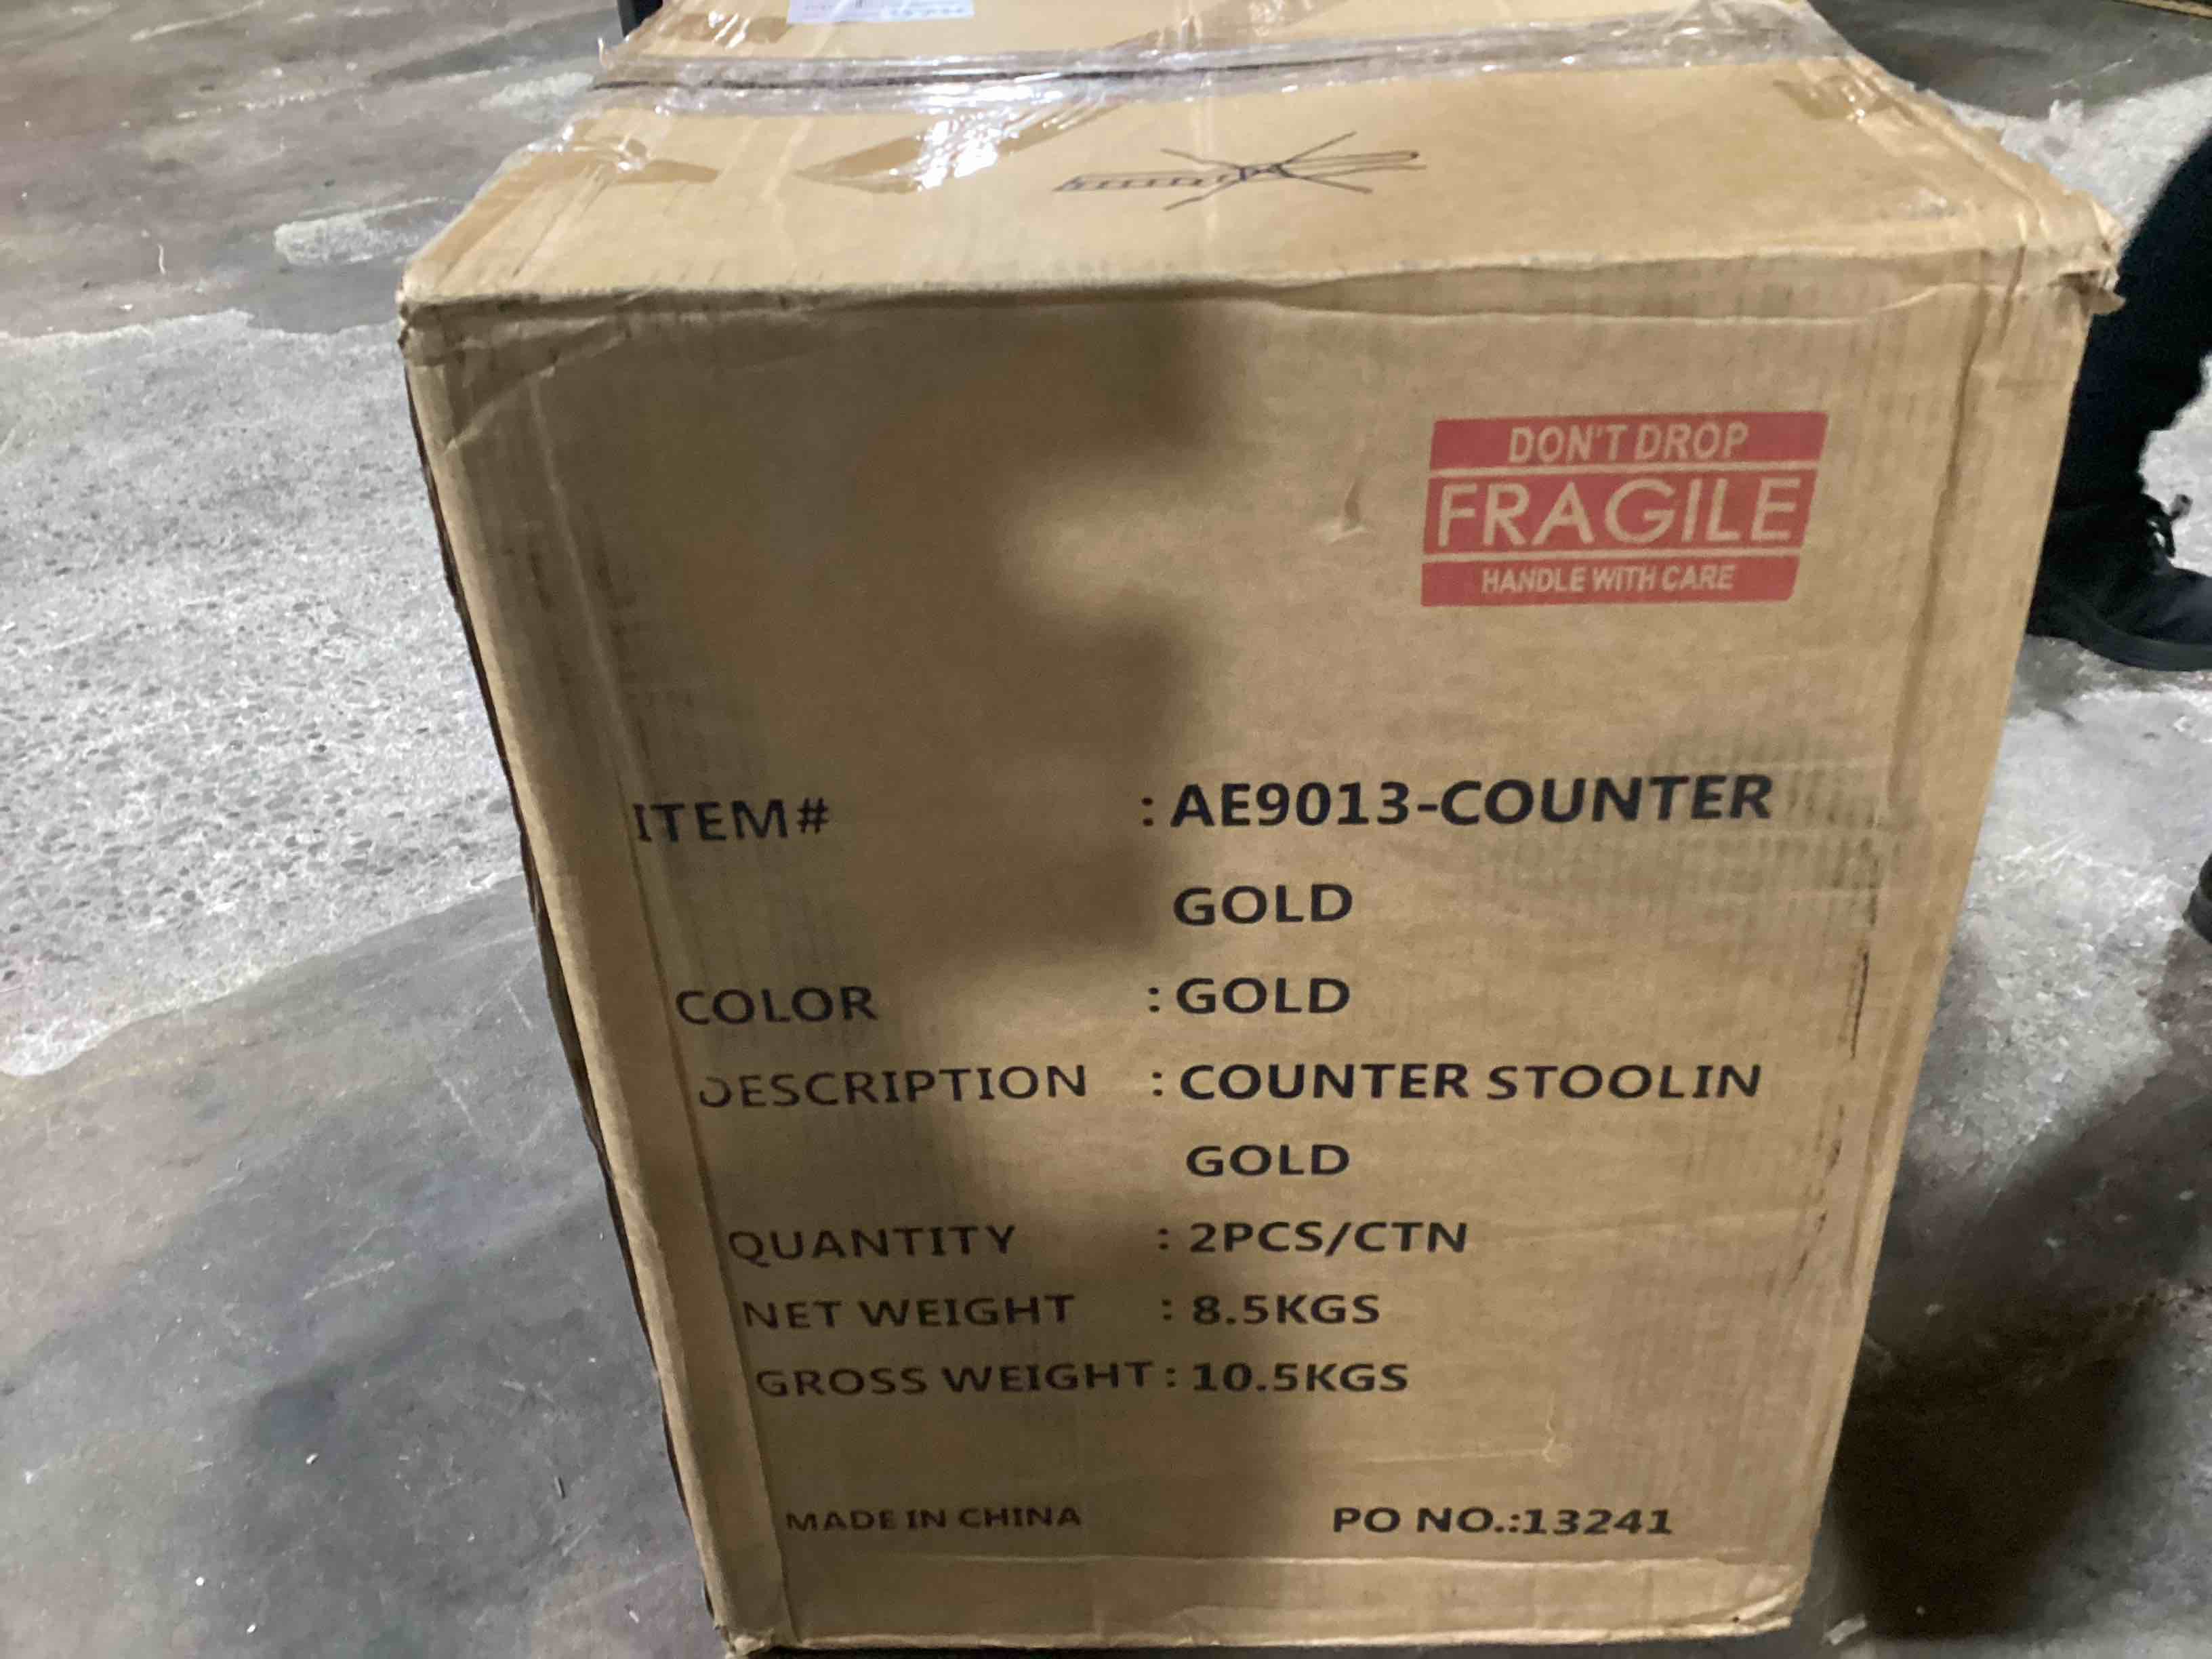 DON'T DROP
FRAGILE
HANDLE WITH CARE
ITEM# : AE9013-COUNTER
GOLD
COLOR : GOLD
DESCRIPTION : COUNTER STOOLIN
GOLD
QUANTITY : 2PCS/CTN
NET WEIGHT : 8.5KGS
GROSS WEIGHT : 10.5KGS
MADE IN CHINA PO NO.:13241